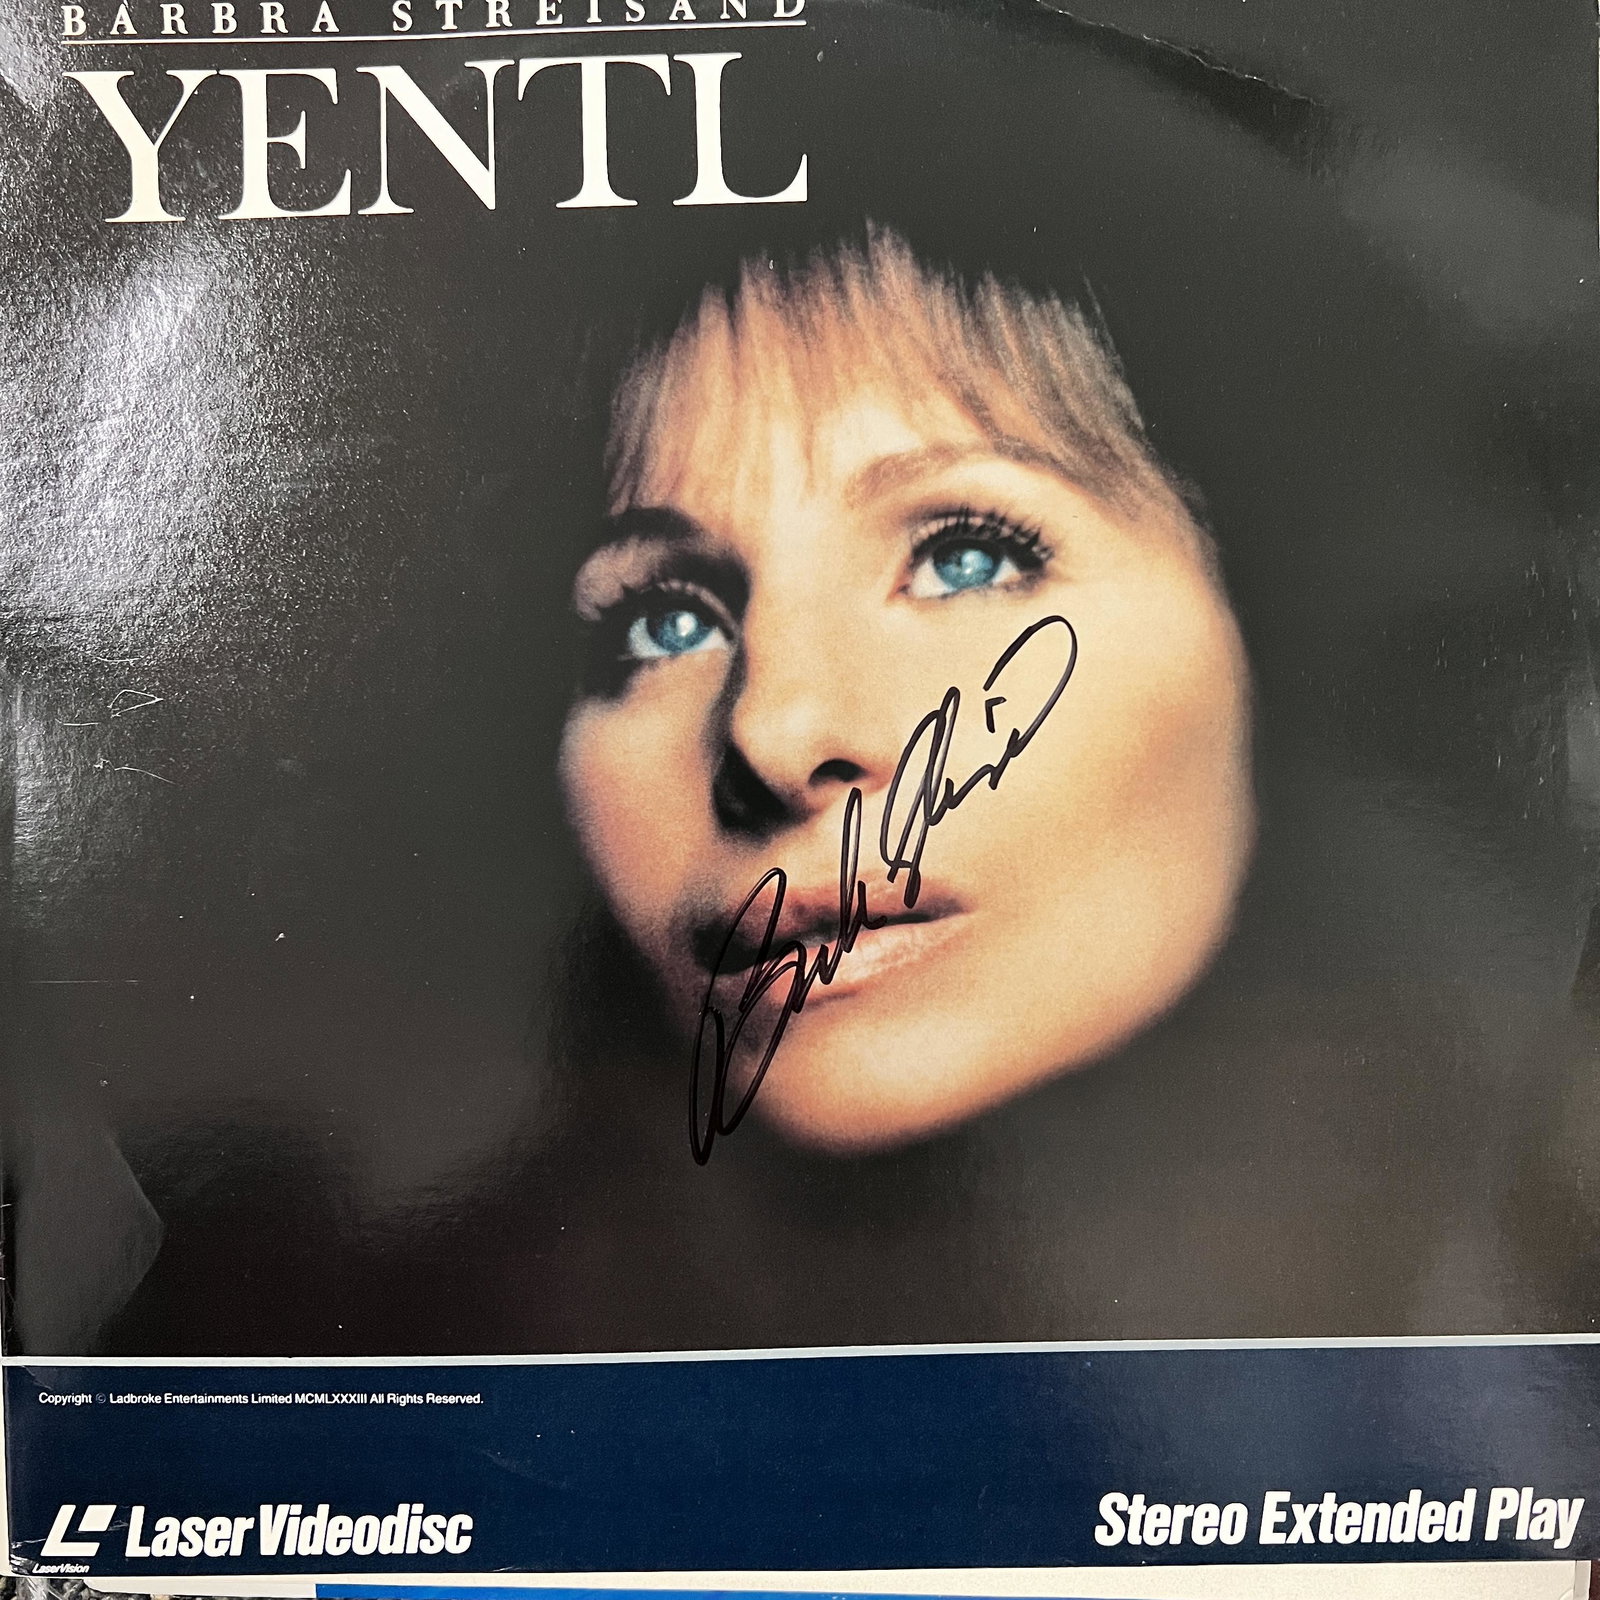 BARBRA STREISAND
YENTL
Copyright © Ladbroke Entertainments Limited MCMLXXXIII All Rights Reserved.
Laser Videodisc
LaserVision
Stereo Extended Play